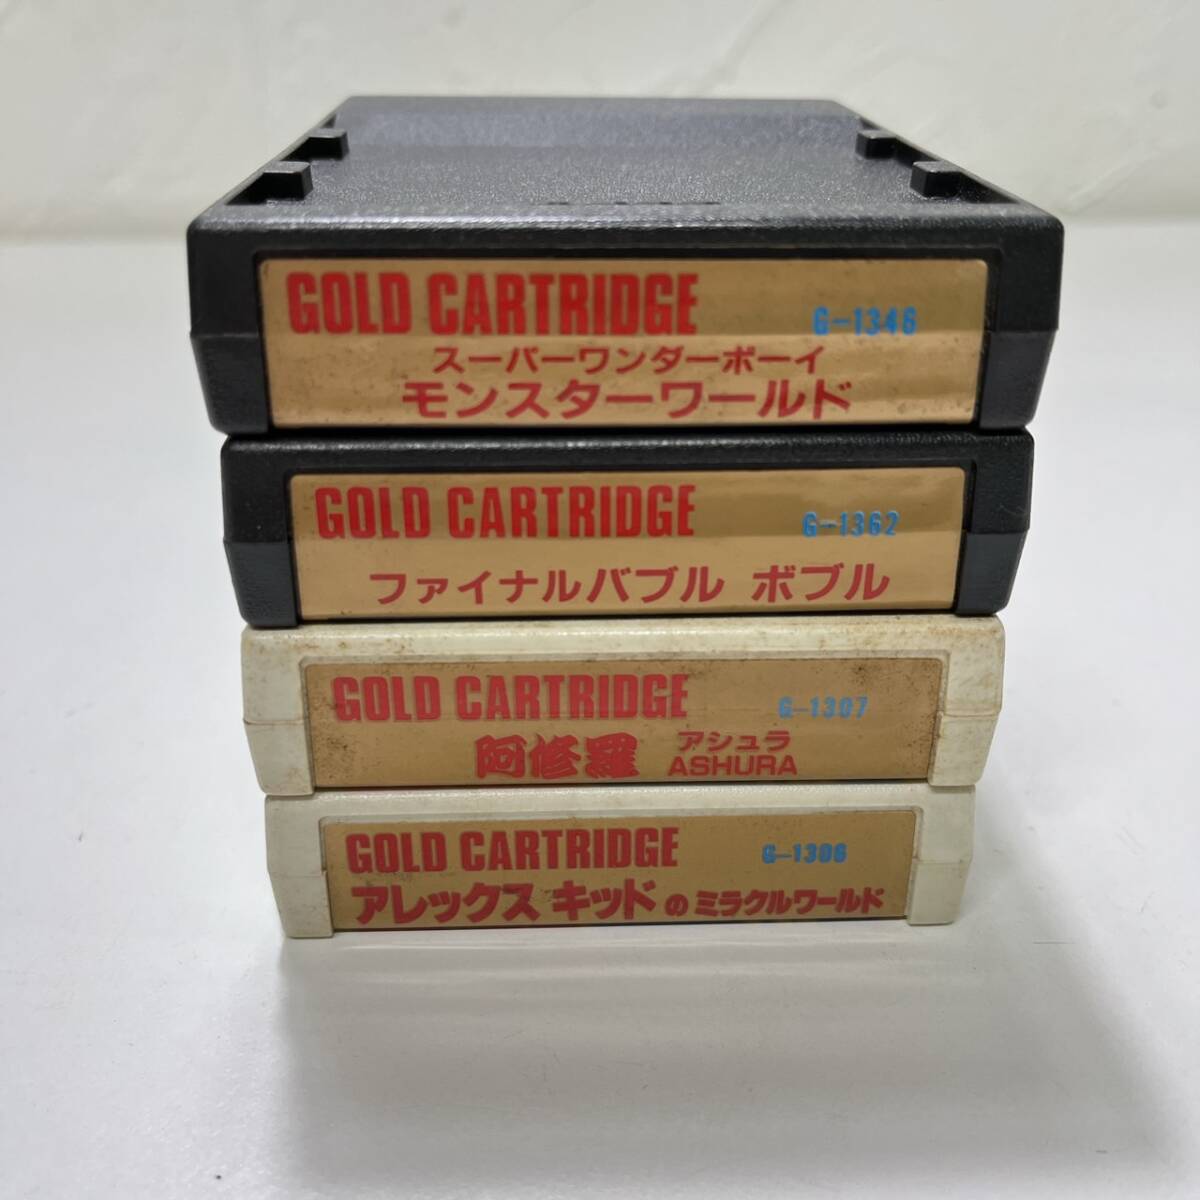 GOLD CARTRIDGE
G-1346
スーパーワンダーボーイ
モンスターワールド
GOLD CARTRIDGE
G-1362
ファイナルバブル ボブル
GOLD CARTRIDGE
G-1307
阿修羅 アシュラ
ASHURA
GOLD CARTRIDGE
G-1306
アレックス キッド の ミラクルワールド